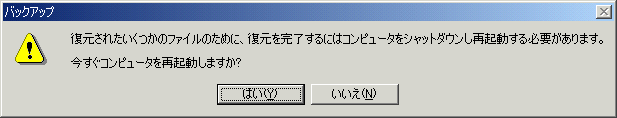 バックアップ
復元されたいくつかのファイルのために、復元を完了するにはコンピュータをシャットダウンし再起動する必要があります。
今すぐコンピュータを再起動しますか?
はい(Y) いいえ(N)